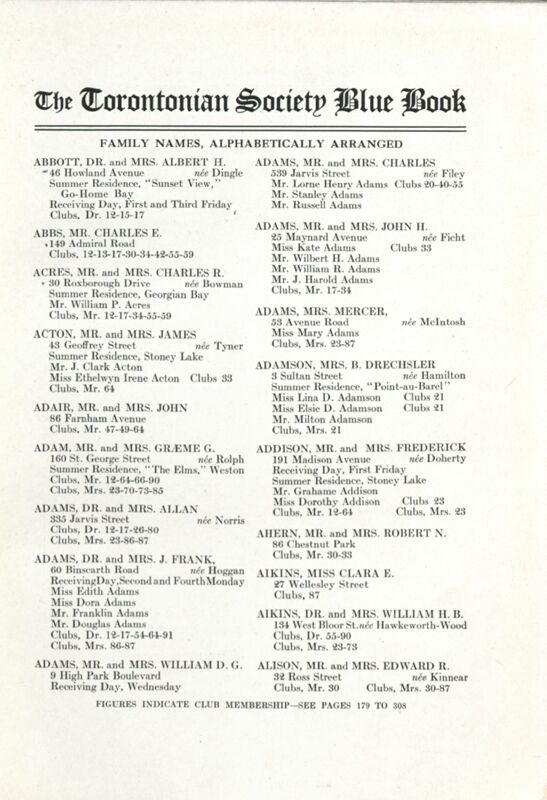 The Torontonian Society Blue Book
FAMILY NAMES, ALPHABETICALLY ARRANGED
ABBOTT, DR. and MRS. ALBERT H.
46 Howland Avenue née Dingle
Summer Residence, "Sunset View,"
Go-Home Bay
Receiving Day, First and Third Friday
Clubs, Dr. 12-15-17
ABBS, MR. CHARLES E.
149 Admiral Road
Clubs, 12-13-17-30-34-42-55-59
ACRES, MR. and MRS. CHARLES R.
30 Roxborough Drive née Bowman
Summer Residence, Georgian Bay
Mr. William P. Acres
Clubs, Mr. 12-17-34-55-59
ACTON, MR. and MRS. JAMES
43 Geoffrey Street née Tyner
Summer Residence, Stoney Lake
Mr. J. Clark Acton
Miss Ethelwyn Irene Acton Clubs 33
Clubs, Mr. 64
ADAIR, MR. and MRS. JOHN
86 Farnham Avenue
Clubs, Mr. 47-49-64
ADAM, MR. and MRS. GRÆME G.
160 St. George Street née Rolph
Summer Residence, "The Elms," Weston
Clubs, Mr. 12-64-66-90
Clubs, Mrs. 23-70-73-85
ADAMS, DR. and MRS. ALLAN
335 Jarvis Street née Norris
Clubs, Dr. 12-17-26-80
Clubs, Mrs. 23-86-87
ADAMS, DR. and MRS. J. FRANK,
60 Binscarth Road née Hoggan
Receiving Day, Second and Fourth Monday
Miss Edith Adams
Miss Dora Adams
Mr. Franklin Adams
Mr. Douglas Adams
Clubs, Dr. 12-17-54-64-91
Clubs, Mrs. 86-87
ADAMS, MR. and MRS. WILLIAM D. G.
9 High Park Boulevard
Receiving Day, Wednesday
ADAMS, MR. and MRS. CHARLES
539 Jarvis Street née Filey
Mr. Lorne Henry Adams Clubs 20-40-55
Mr. Stanley Adams
Mr. Russell Adams
ADAMS, MR. and MRS. JOHN H.
25 Maynard Avenue née Ficht
Miss Kate Adams Clubs 33
Mr. Wilbert H. Adams
Mr. William R. Adams
Mr. J. Harold Adams
Clubs, Mr. 17-34
ADAMS, MRS. MERCER,
53 Avenue Road née McIntosh
Miss Mary Adams
Clubs, Mrs. 23-87
ADAMSON, MRS. B. DRECHSLER
3 Sultan Street née Hamilton
Summer Residence, "Point-au-Barel"
Miss Lina D. Adamson Clubs 21
Miss Elsie D. Adamson Clubs 21
Mr. Milton Adamson
Clubs, Mrs. 21
ADDISON, MR. and MRS. FREDERICK
191 Madison Avenue née Doherty
Receiving Day, First Friday
Summer Residence, Stoney Lake
Mr. Grahame Addison
Miss Dorothy Addison Clubs 23
Clubs, Mr. 12-64 Clubs, Mrs. 23
AHERN, MR. and MRS. ROBERT N.
86 Chestnut Park
Clubs, Mr. 30-33
AIKINS, MISS CLARA E.
27 Wellesley Street
Clubs, 87
AIKINS, DR. and MRS. WILLIAM H. B.
134 West Bloor St. née Hawkeworth-Wood
Clubs, Dr. 55-90
Clubs, Mrs. 23-73
ALISON, MR. and MRS. EDWARD R.
32 Ross Street née Kinnear
Clubs, Mr. 30 Clubs, Mrs. 30-87
FIGURES INDICATE CLUB MEMBERSHIP—SEE PAGES 179 TO 308